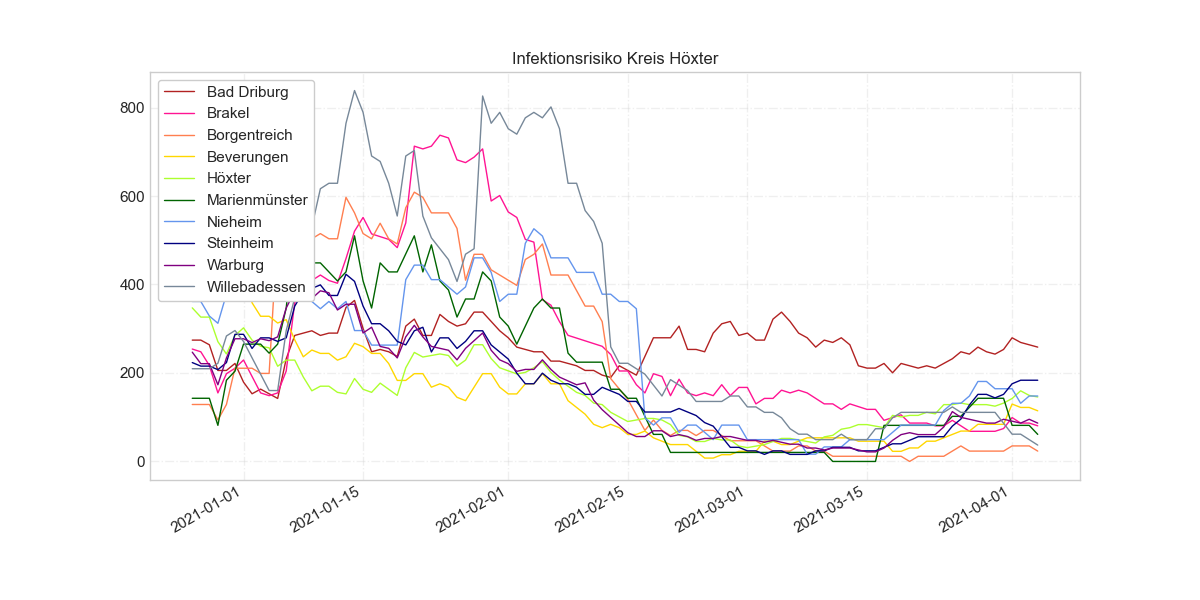 Infektionsrisiko Kreis Höxter
Bad Driburg
Brakel
Borgentreich
Beverungen
Höxter
Marienmünster
Nieheim
Steinheim
Warburg
Willebadessen
800
600
400
200
0
2021-01-01
2021-01-15
2021-02-01
2021-02-15
2021-03-01
2021-03-15
2021-04-01